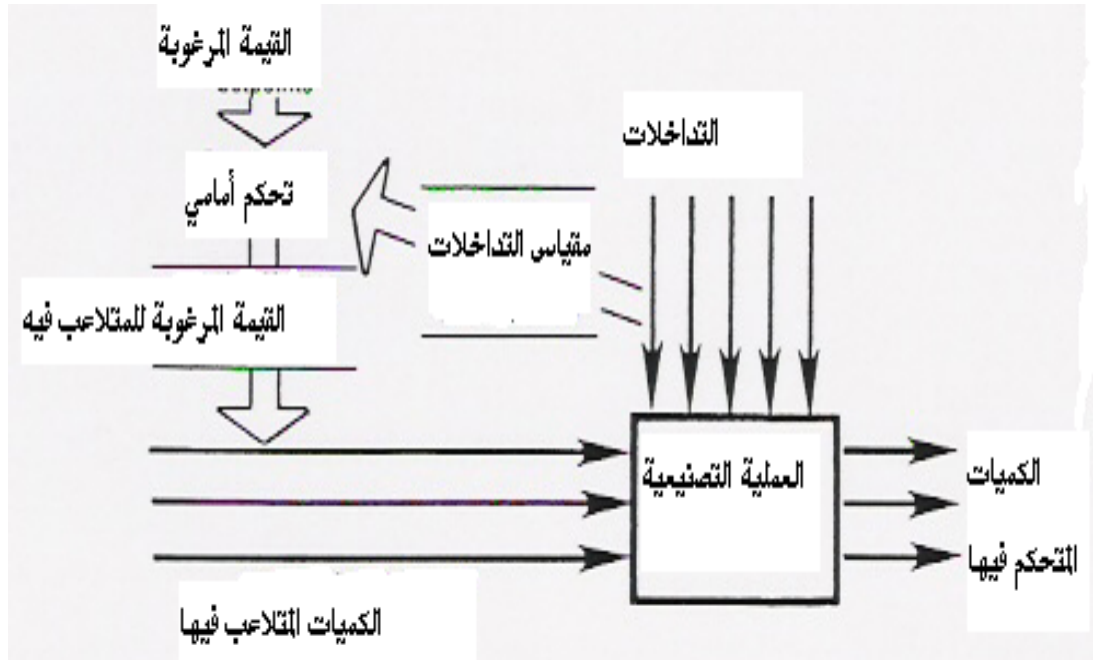 القيمة المرغوبة
التداخلات
تحكم أمامي
مقياس التداخلات
القيمة المرغوبة للمتلاعب فيه
العملية التصنيعية
الكميات
المتحكم فيها
الكميات المتلاعب فيها